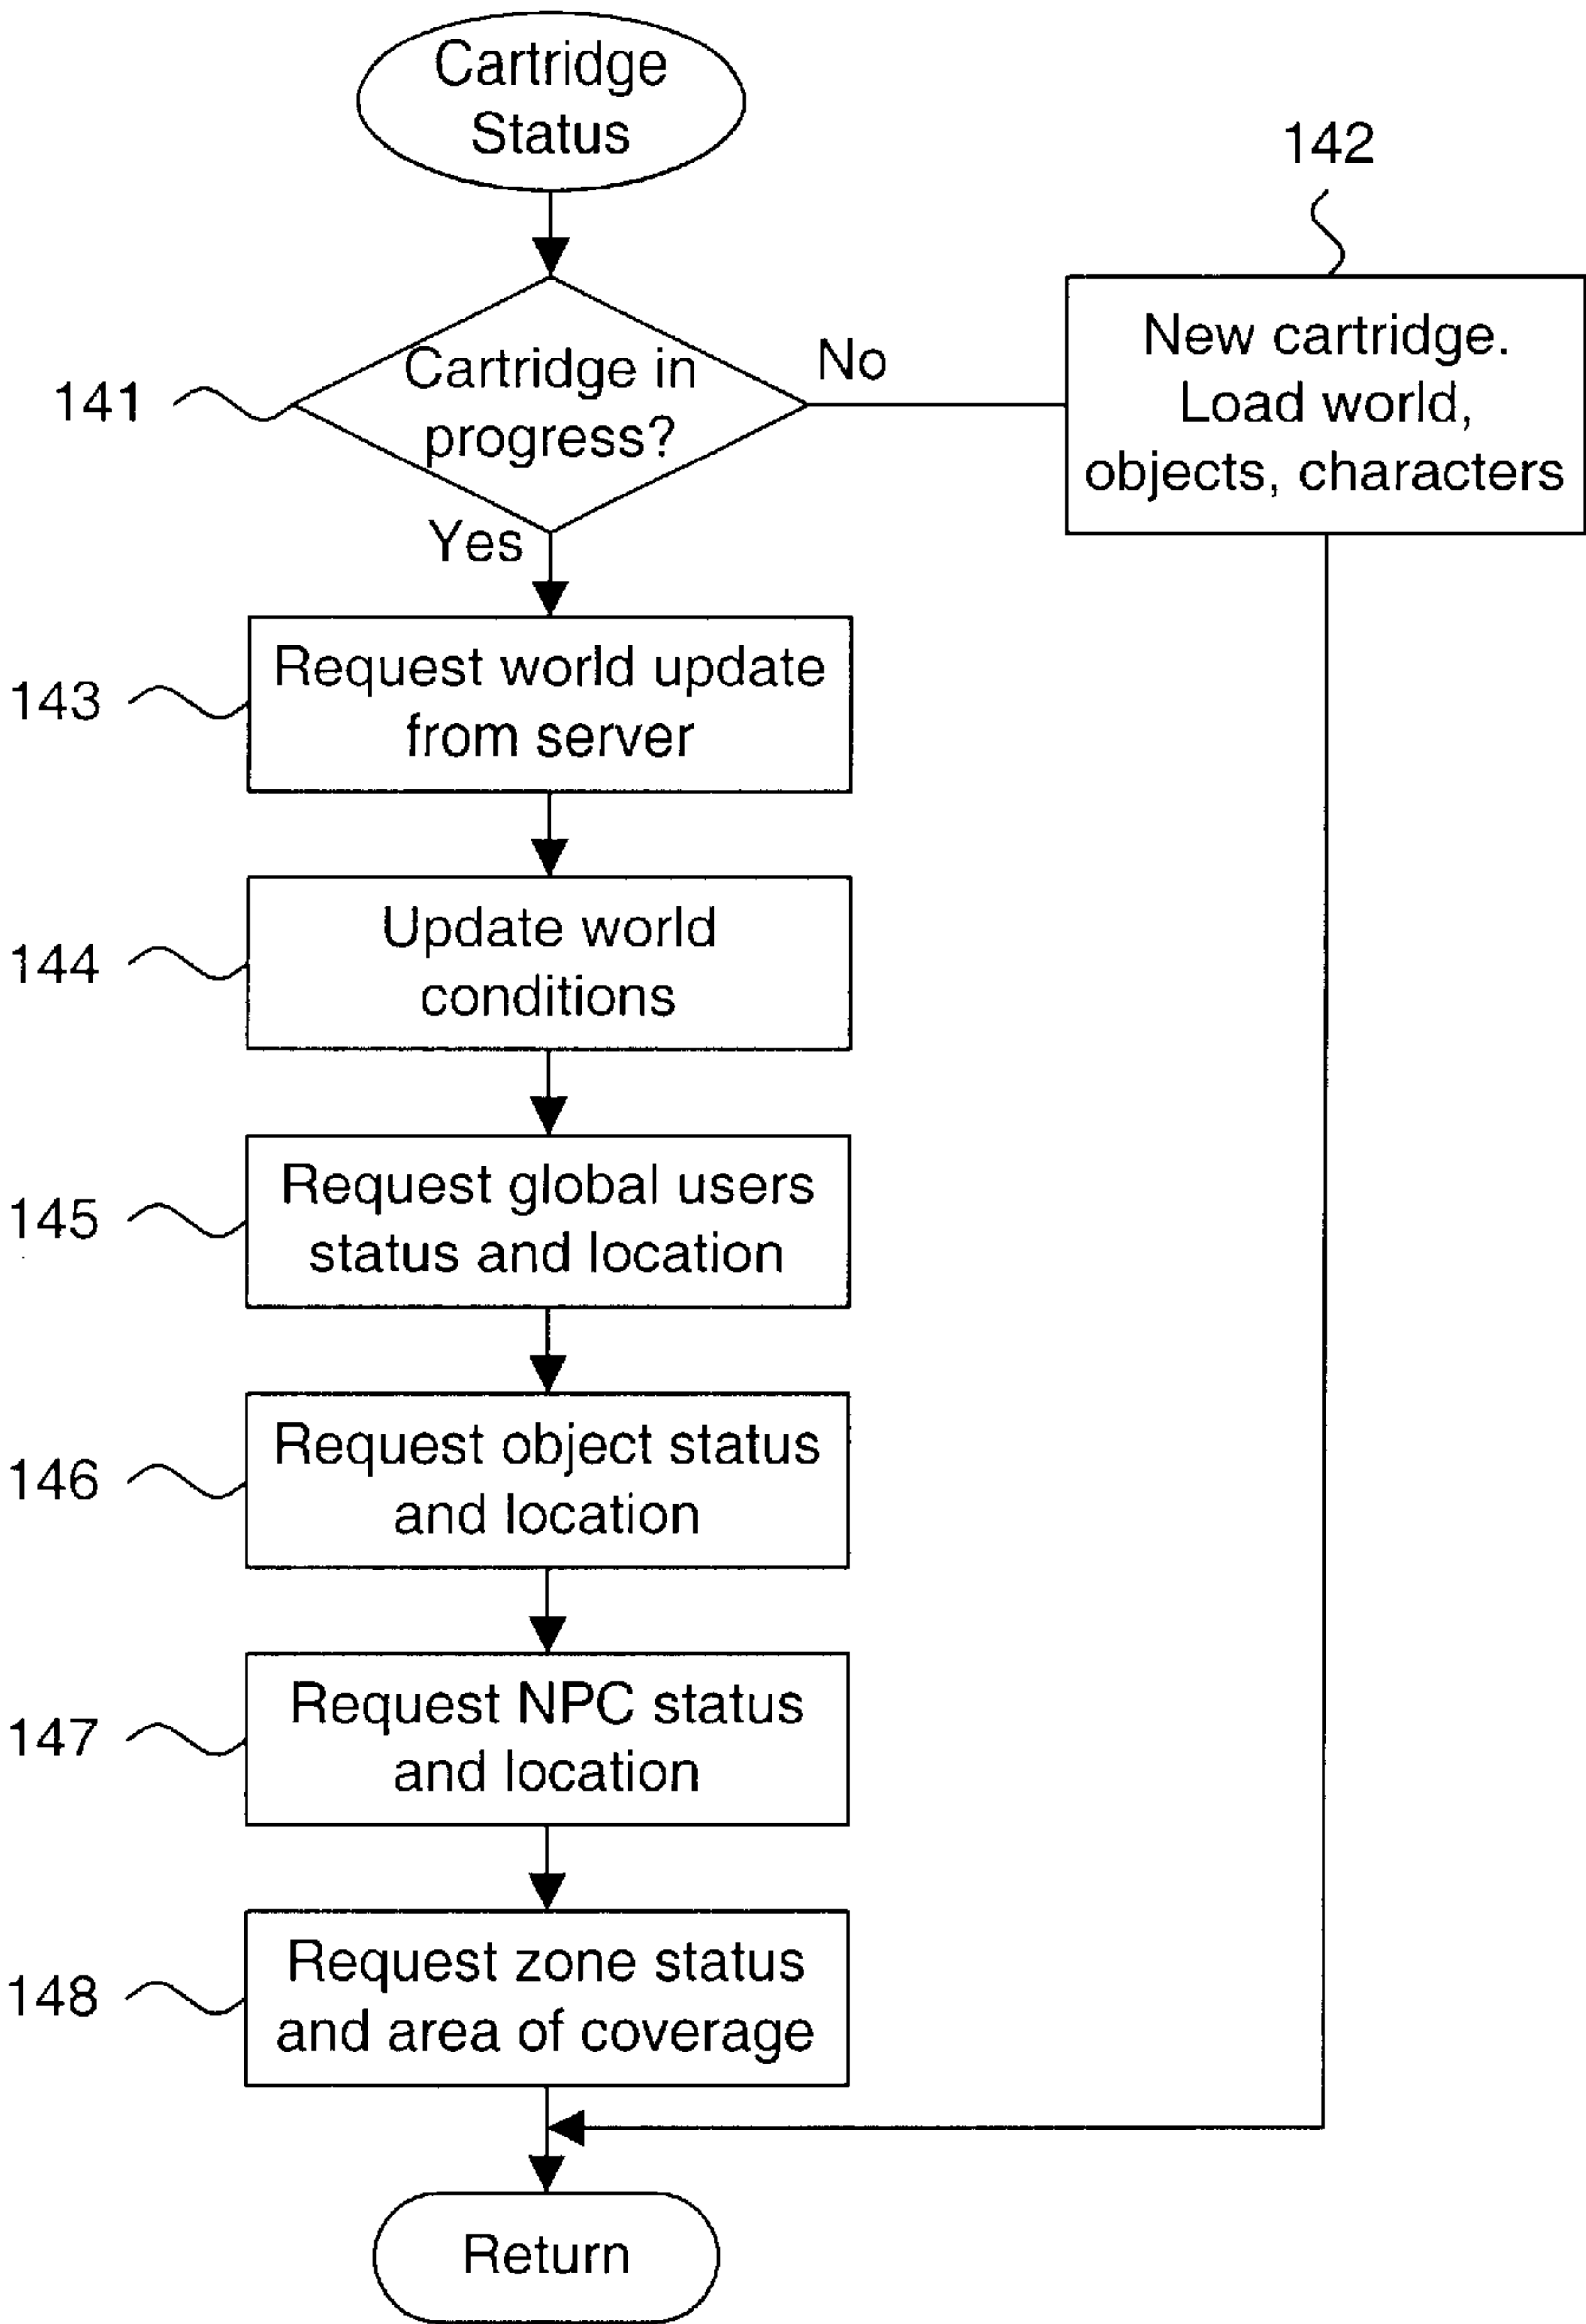 Cartridge
Status
142
New cartridge.
Load world,
objects, characters
141
Cartridge in
progress?
No
Yes
143
Request world update
from server
144
Update world
conditions
145
Request global users
status and location
146
Request object status
and location
147
Request NPC status
and location
148
Request zone status
and area of coverage
Return